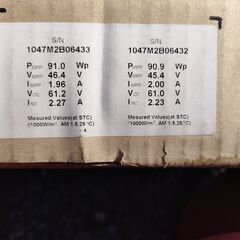 S/N
1047M2B06433
PMPP 91.0 Wp
VMPP 46.4 V
IMPP 1.96 A
VOC 61.2 V
ISC 2.27 A
Mesured Values(at STC)
(1000W/m², AM 1.5,25°C)
4
S/N
1047M2B06432
PMPP 90.9 Wp
VMPP 45.4 V
IMPP 2.00 A
VOC 61.0 V
ISC 2.23 A
Mesured Values(at STC)
(1000W/m², AM 1.5,25°C)